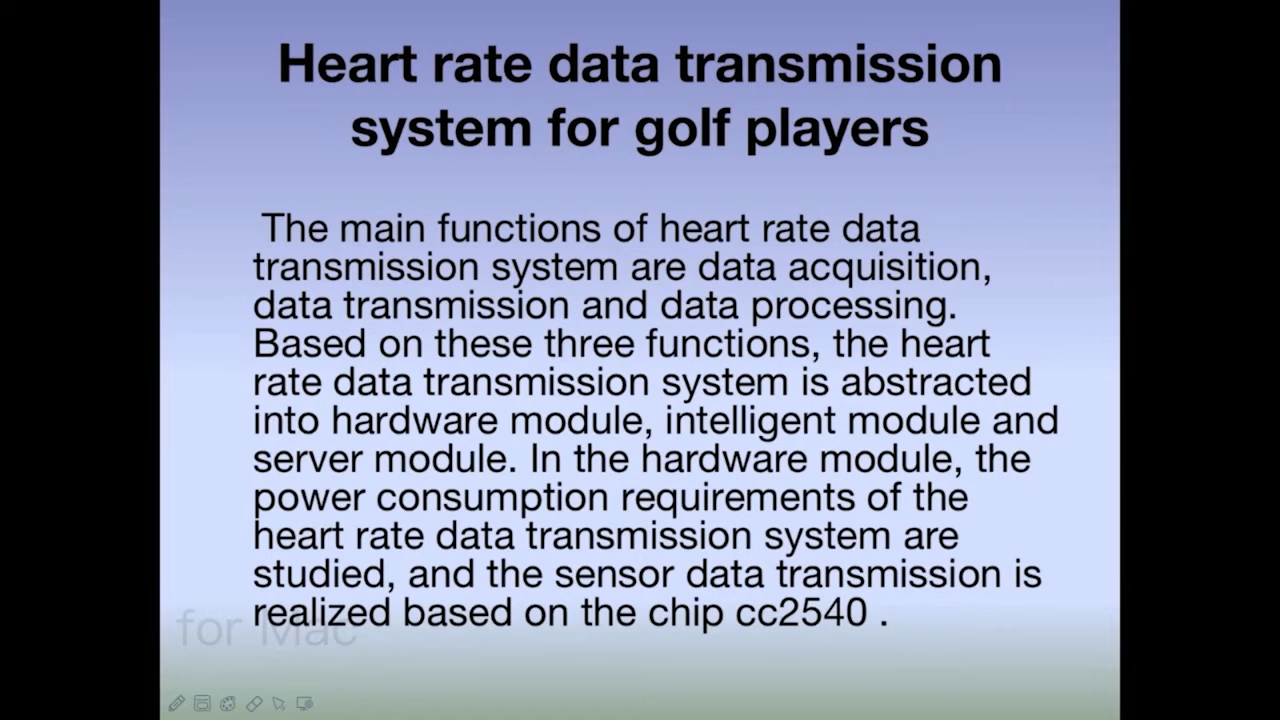 Heart rate data transmission
system for golf players
The main functions of heart rate data
transmission system are data acquisition,
data transmission and data processing.
Based on these three functions, the heart
rate data transmission system is abstracted
into hardware module, intelligent module and
server module. In the hardware module, the
power consumption requirements of the
heart rate data transmission system are
studied, and the sensor data transmission is
realized based on the chip cc2540 .
for Mac